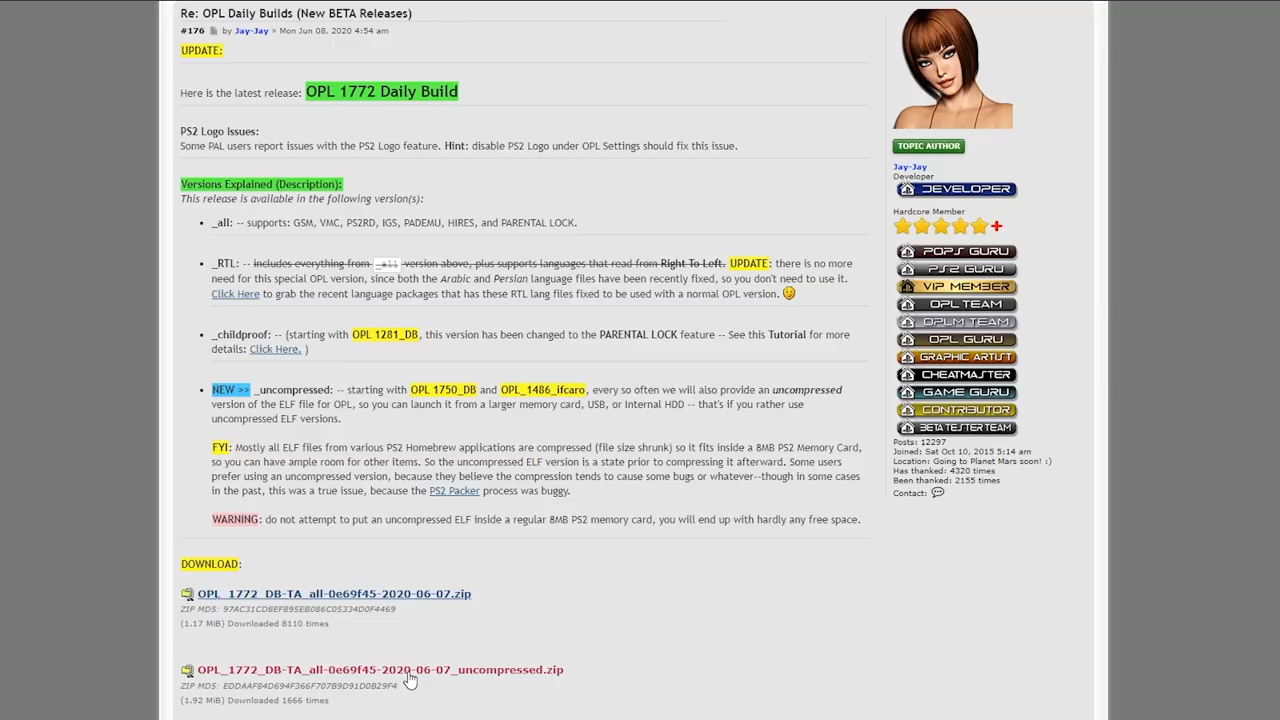 Re: OPL Daily Builds (New BETA Releases)
#176 by Jay-Jay » Mon Jun 08, 2020 4:54 am
UPDATE:
Here is the latest release: OPL 1772 Daily Build
PS2 Logo Issues:
Some PAL users report issues with the PS2 Logo feature. Hint: disable PS2 Logo under OPL Settings should fix this issue.
Versions Explained (Description):
This release is available in the following version(s):
• _all: -- supports: GSM, VMC, PS2RD, IGS, PADEMU, HIRES, and PARENTAL LOCK.
• _RTL: -- includes everything from _all version above, plus supports languages that read from Right To Left. UPDATE: there is no more
need for this special OPL version, since both the Arabic and Persian language files have been recently fixed, so you don't need to use it.
Click Here to grab the recent language packages that has these RTL lang files fixed to be used with a normal OPL version.
• _childproof: -- (starting with OPL 1281_DB, this version has been changed to the PARENTAL LOCK feature -- See this Tutorial for more
details: Click Here. )
• NEW >> _uncompressed: -- starting with OPL 1750_DB and OPL_1486_ifcaro, every so often we will also provide an uncompressed
version of the ELF file for OPL, so you can launch it from a larger memory card, USB, or Internal HDD -- that's if you rather use
uncompressed ELF versions.
FYI: Mostly all ELF files from various PS2 Homebrew applications are compressed (file size shrunk) so it fits inside a 8MB PS2 Memory Card,
so you can have ample room for other items. So the uncompressed ELF version is a state prior to compressing it afterward. Some users
prefer using an uncompressed version, because they believe the compression tends to cause some bugs or whatever--though in some cases
in the past, this was a true issue, because the PS2 Packer process was buggy.
WARNING: do not attempt to put an uncompressed ELF inside a regular 8MB PS2 memory card, you will end up with hardly any free space.
DOWNLOAD:
OPL_1772_DB-TA_all-0e69f45-2020-06-07.zip
ZIP MD5: 97AC31CD8EF895EB086C05334D0F4469
(1.17 MiB) Downloaded 8110 times
OPL_1772_DB-TA_all-0e69f45-2020-06-07_uncompressed.zip
ZIP MD5: EDDAAF84D694F366F707B9D91D0B29F4
(1.92 MiB) Downloaded 1666 times
TOPIC AUTHOR
Jay-Jay
Developer
DEVELOPER
Hardcore Member
POPS GURU
PS2 GURU
VIP MEMBER
OPL TEAM
OPLM TEAM
OPL GURU
GRAPHIC ARTIST
CHEATMASTER
GAME GURU
CONTRIBUTOR
BETA TESTER TEAM
Posts: 12297
Joined: Sat Oct 10, 2015 5:14 am
Location: Going to Planet Mars soon! :)
Has thanked: 4320 times
Been thanked: 2155 times
Contact: